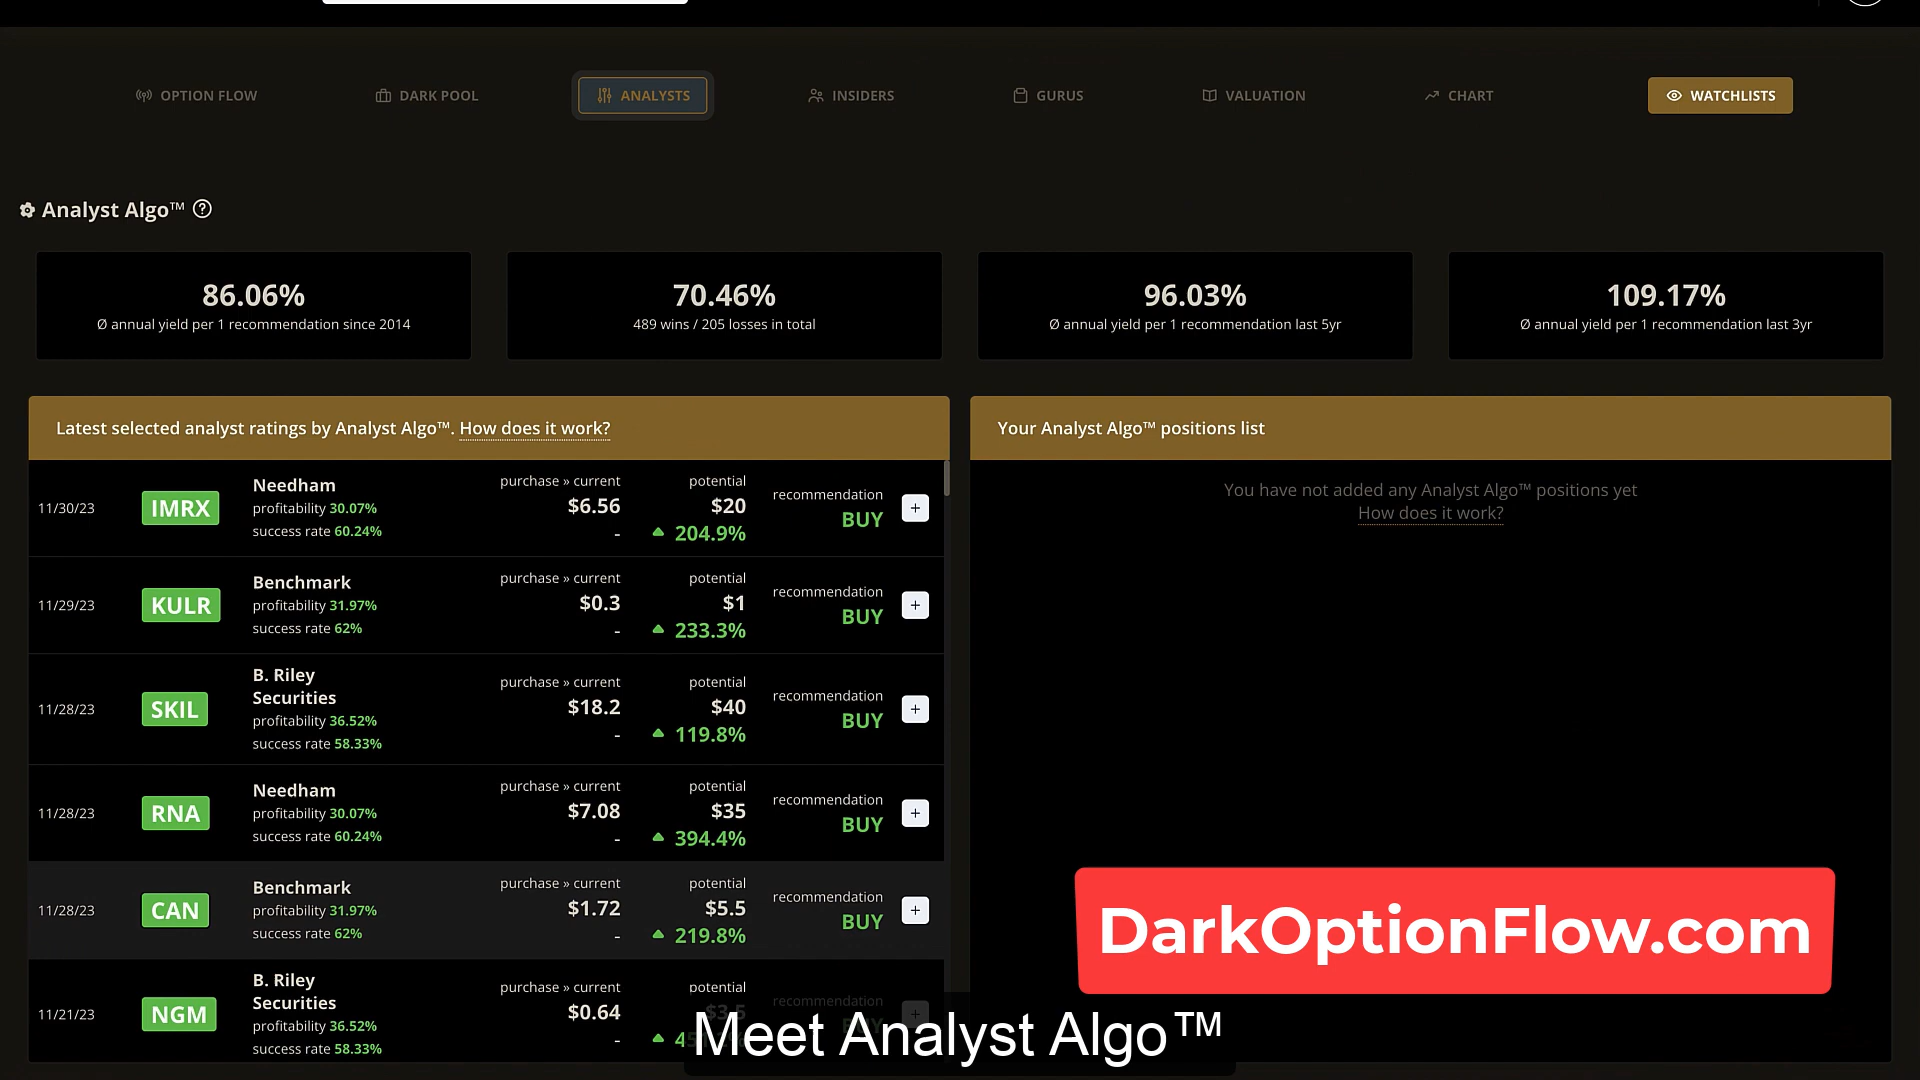 OPTION FLOW DARK POOL ANALYSTS INSIDERS GURUS VALUATION CHART WATCHLISTS
Analyst Algo™ ?
86.06%
Ø annual yield per 1 recommendation since 2014
70.46%
489 wins / 205 losses in total
96.03%
Ø annual yield per 1 recommendation last 5yr
109.17%
Ø annual yield per 1 recommendation last 3yr
Latest selected analyst ratings by Analyst Algo™. How does it work?
11/30/23
IMRX
Needham
profitability 30.07%
success rate 60.24%
purchase » current
$6.56
-
potential
$20
204.9%
recommendation
BUY
+
11/29/23
KULR
Benchmark
profitability 31.97%
success rate 62%
purchase » current
$0.3
-
potential
$1
233.3%
recommendation
BUY
+
11/28/23
SKIL
B. Riley
Securities
profitability 36.52%
success rate 58.33%
purchase » current
$18.2
-
potential
$40
119.8%
recommendation
BUY
+
11/28/23
RNA
Needham
profitability 30.07%
success rate 60.24%
purchase » current
$7.08
-
potential
$35
394.4%
recommendation
BUY
+
11/28/23
CAN
Benchmark
profitability 31.97%
success rate 62%
purchase » current
$1.72
-
potential
$5.5
219.8%
recommendation
BUY
+
11/21/23
NGM
B. Riley
Securities
profitability 36.52%
success rate 58.33%
purchase » current
$0.64
-
potential
$3.5
recommendation
BUY
+
Your Analyst Algo™ positions list
You have not added any Analyst Algo™ positions yet
How does it work?
DarkOptionFlow.com
Meet Analyst Algo™